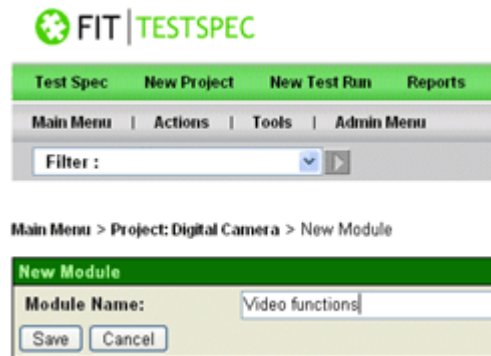 FIT TESTSPEC
Test Spec New Project New Test Run Reports
Main Menu | Actions | Tools | Admin Menu
Filter :
Main Menu > Project: Digital Camera > New Module
New Module
Module Name: Video functions
Save Cancel